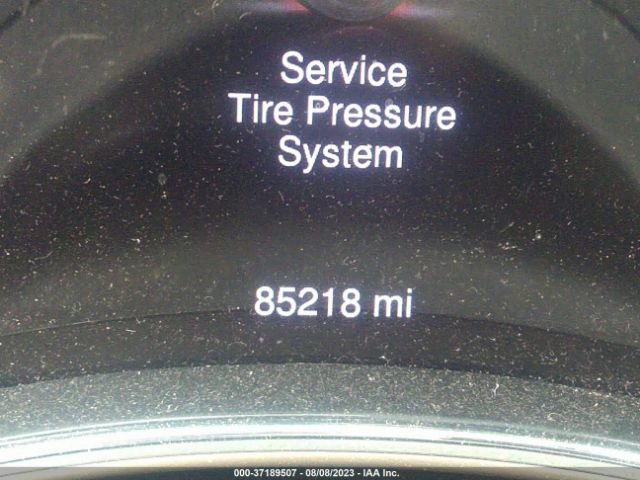 Service
Tire Pressure
System
85218 mi
000-37189507 - 08/08/2023 - IAA Inc.